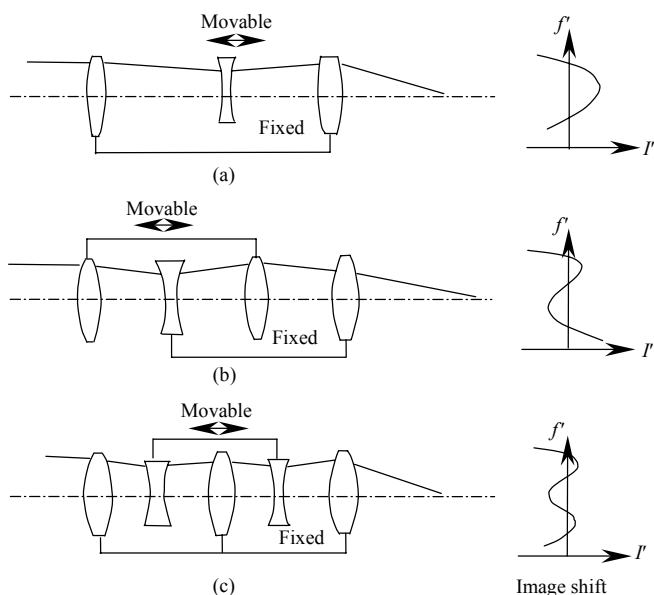 Movable
f'
Fixed
I'
(a)
Movable
f'
Fixed
I'
(b)
Movable
f'
Fixed
I'
(c)
Image shift